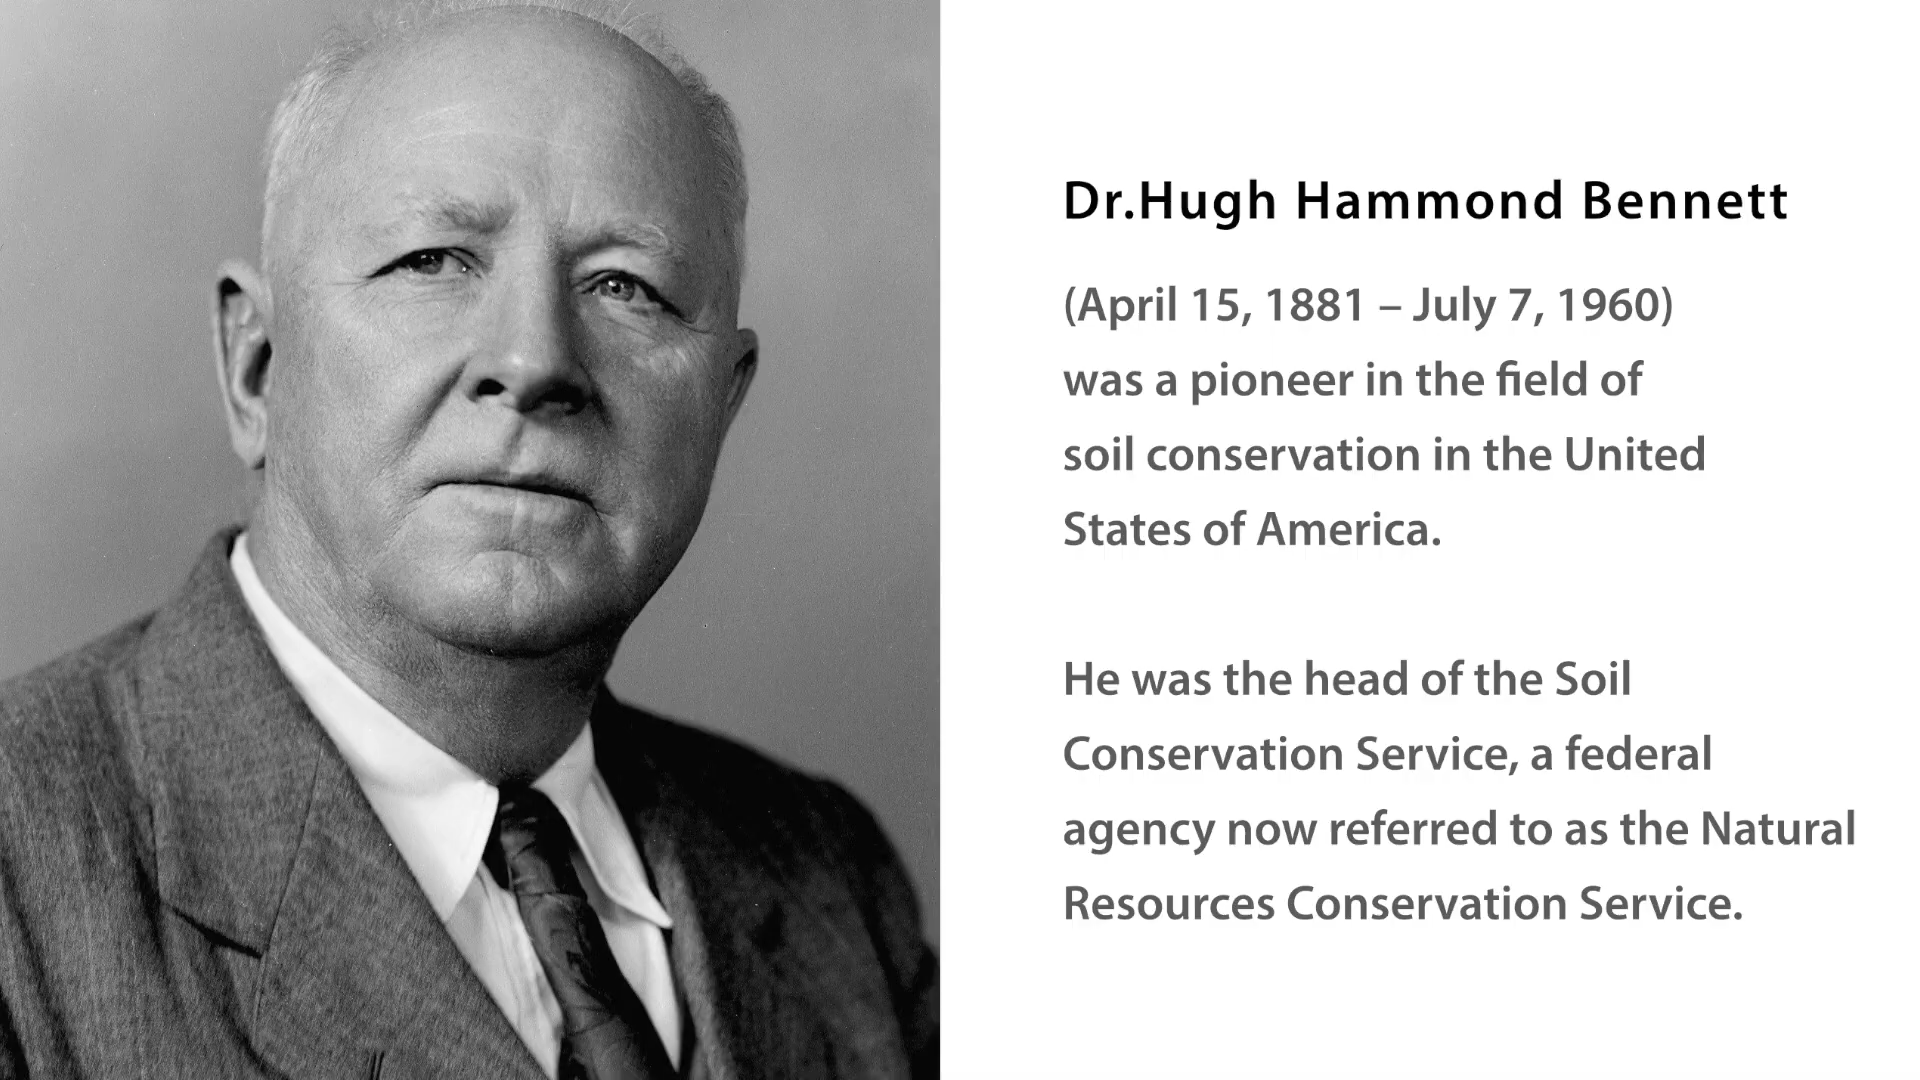 Dr.Hugh Hammond Bennett
(April 15, 1881 – July 7, 1960)
was a pioneer in the field of
soil conservation in the United
States of America.
He was the head of the Soil
Conservation Service, a federal
agency now referred to as the Natural
Resources Conservation Service.